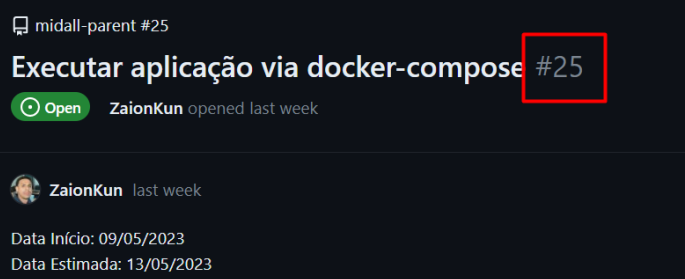 midall-parent #25
Executar aplicação via docker-compose #25
Open ZaionKun opened last week
ZaionKun last week
Data Início: 09/05/2023
Data Estimada: 13/05/2023